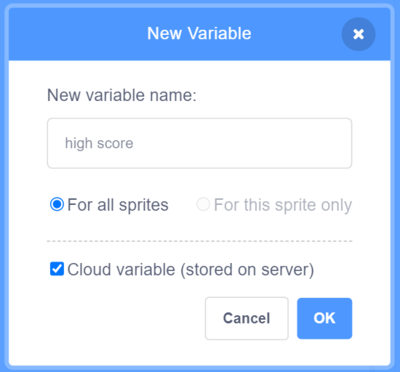 New Variable
New variable name:
high score
For all sprites For this sprite only
Cloud variable (stored on server)
Cancel OK